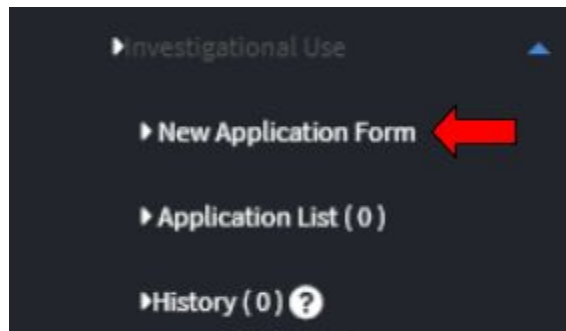 Investigational Use
New Application Form
Application List ( 0 )
History ( 0 ) ?